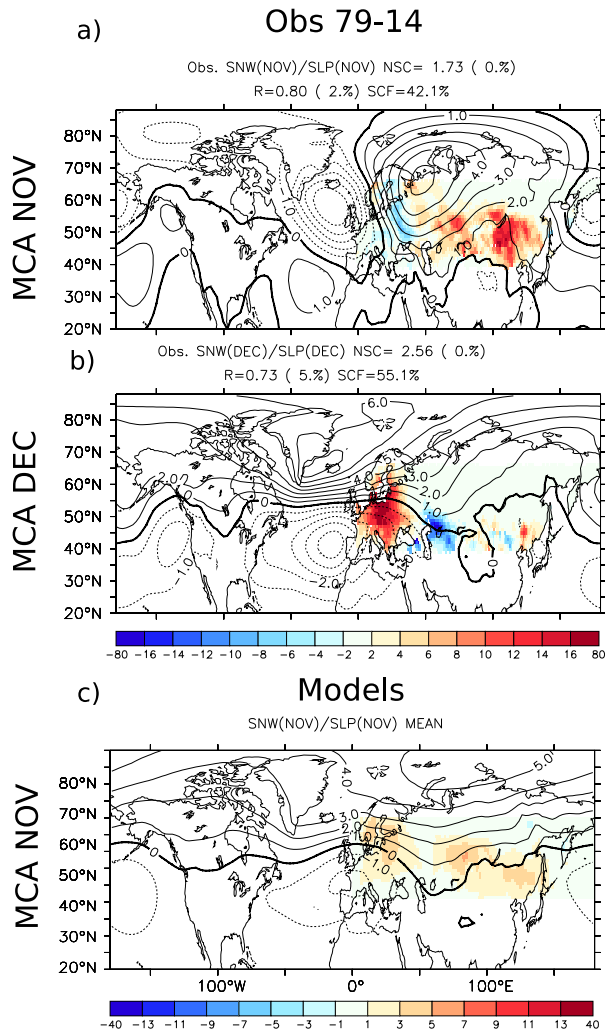 Obs 79-14
a)
Obs. SNW(NOV)/SLP(NOV) NSC= 1.73 ( 0.%)
R=0.80 ( 2.%) SCF=42.1%
MCA NOV
80°N
70°N
60°N
50°N
40°N
30°N
20°N
1.0
4.0
3.0
2.0
1.0
0
b)
Obs. SNW(DEC)/SLP(DEC) NSC= 2.56 ( 0.%)
R=0.73 ( 5.%) SCF=55.1%
MCA DEC
80°N
70°N
60°N
50°N
40°N
30°N
20°N
6.0
2.0
-2.0
0
-80 -16 -14 -12 -10 -8 -6 -4 -2 2 4 6 8 10 12 14 16 80
Models
c)
SNW(NOV)/SLP(NOV) MEAN
MCA NOV
80°N
70°N
60°N
50°N
40°N
30°N
20°N
5.0
4.0
3.0
2.0
-1.0
0
100°W 0° 100°E
-40 -13 -11 -9 -7 -5 -3 -1 1 3 5 7 9 11 13 40